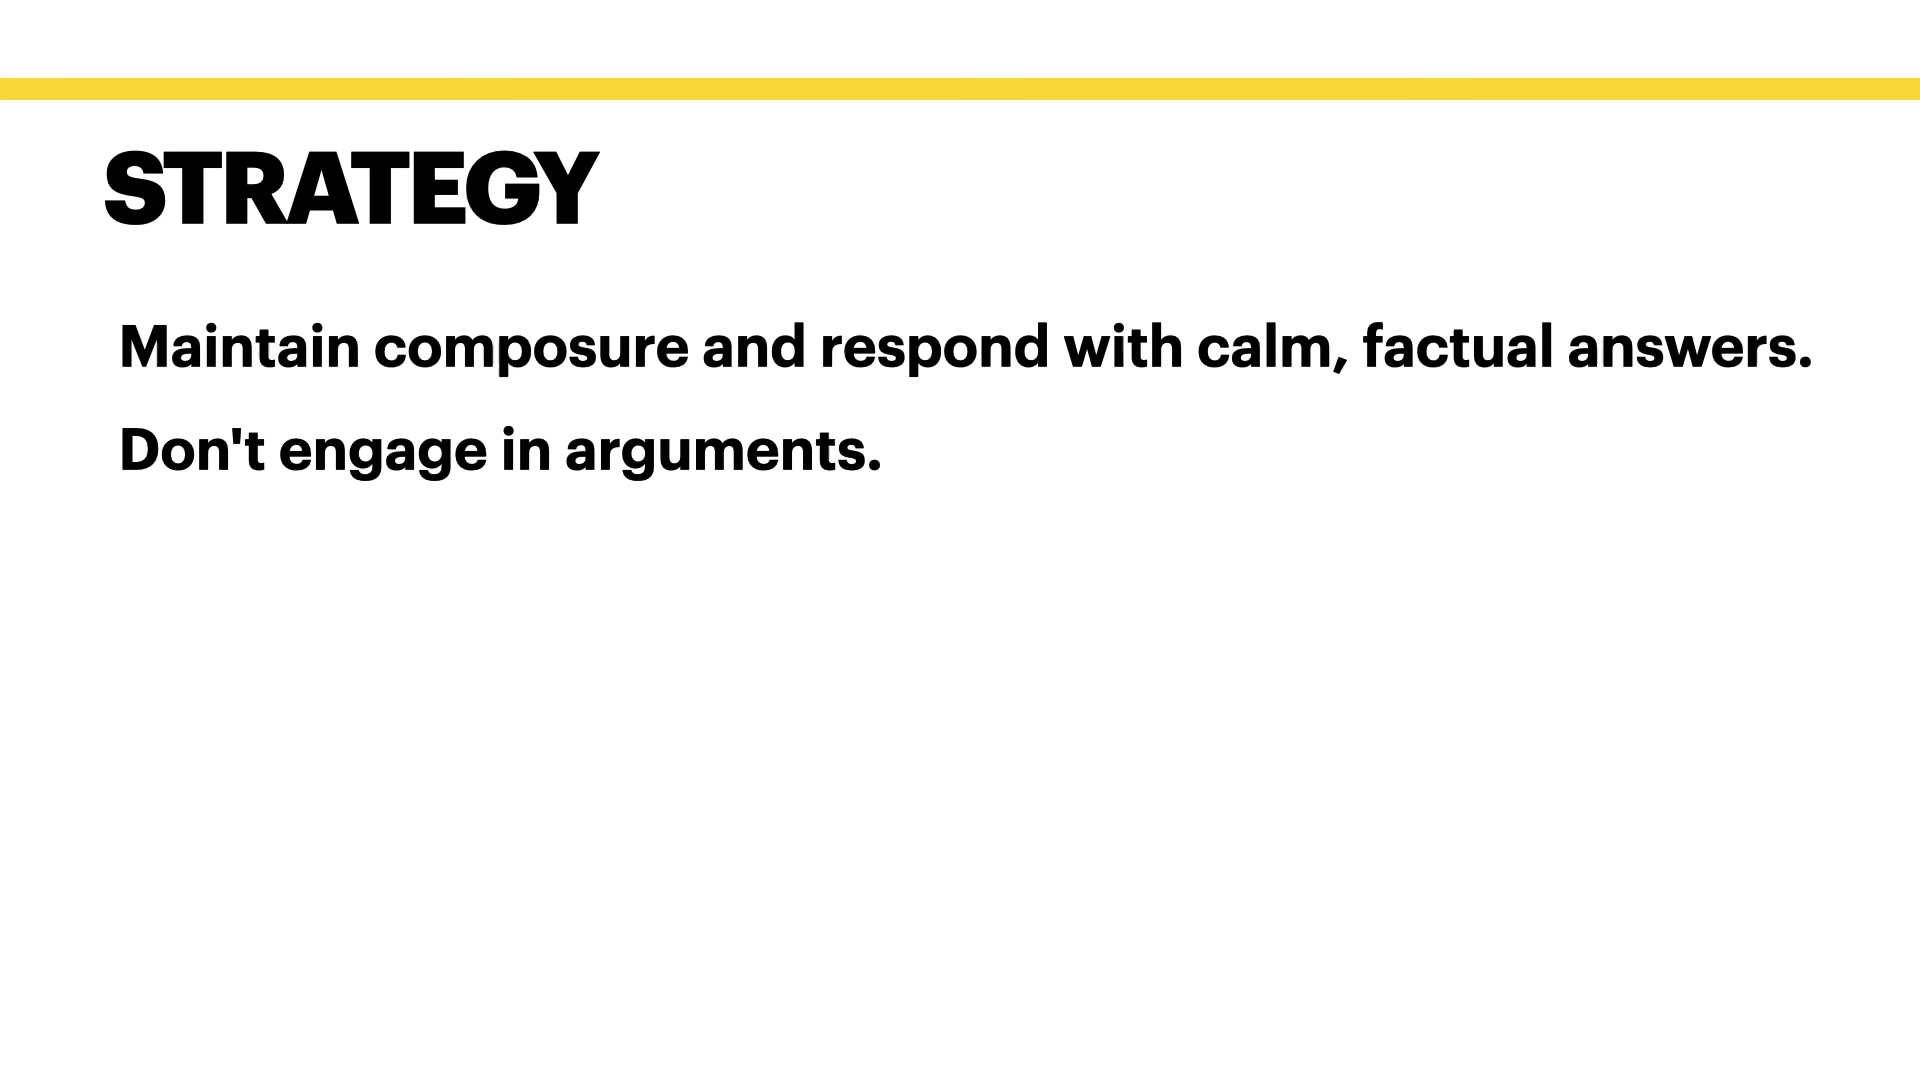 STRATEGY
Maintain composure and respond with calm, factual answers.
Don't engage in arguments.